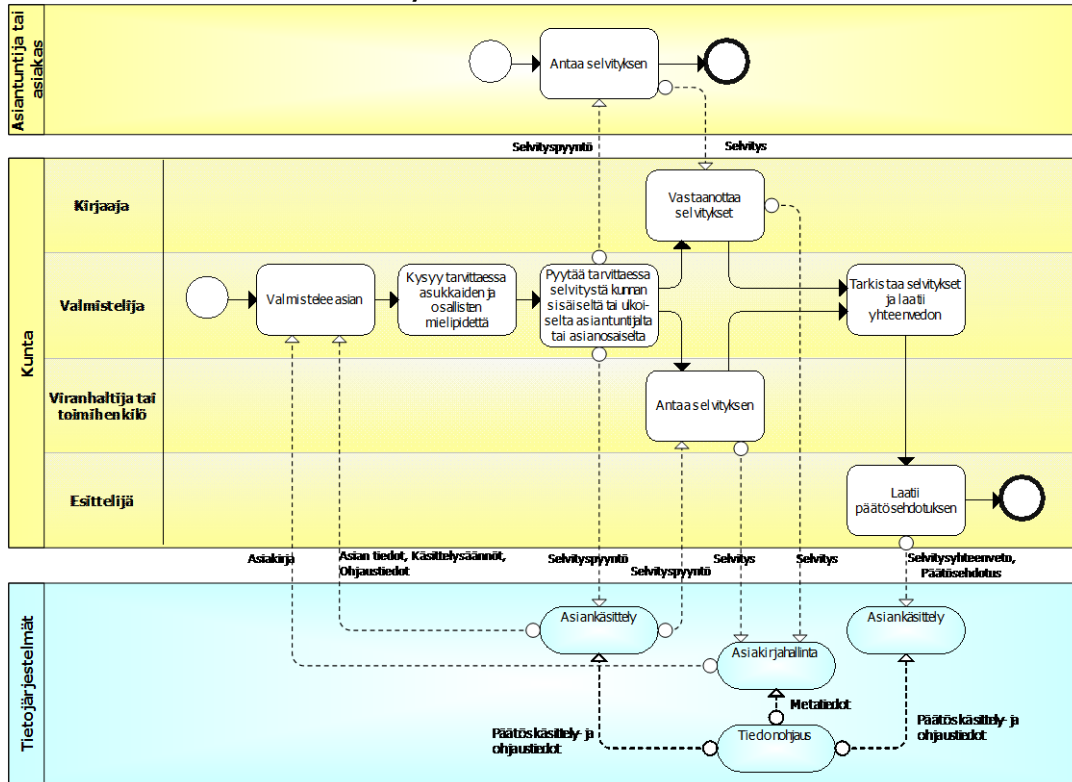 Asiantuntija tai
asiakas
Antaa selvityksen
Selvityspyyntö
Selvitys
Kunta
Kirjaaja
Vastaanottaa
selvitykset
Valmistelija
Valmistelee asian
Kysyy tarvittaessa
asukkaiden ja
osallisten
mielipidettä
Pyytää tarvittaessa
selvitystä kunnan
sisäiseltä tai ulkoi-
selta asiantuntijalta
tai asianosaiselta
Tarkistaa selvitykset
ja laatii
yhteenvedon
Viranhaltija tai
toimihenkilö
Antaa selvityksen
Esittelijä
Laatii
päätösehdotuksen
Asiakirja
Asian tiedot, Käsittelysäännöt,
Ohjaustiedot
Selvityspyyntö
Selvityspyyntö
Selvitys
Selvitys
Selvitysyhteenveto,
Päätösehdotus
Tietojärjestelmät
Asiankäsittely
Asiankäsittely
Asiakirjahallinta
Metatiedot
Päätöskäsittely- ja
ohjaustiedot
Tiedonohjaus
Päätöskäsittely- ja
ohjaustiedot